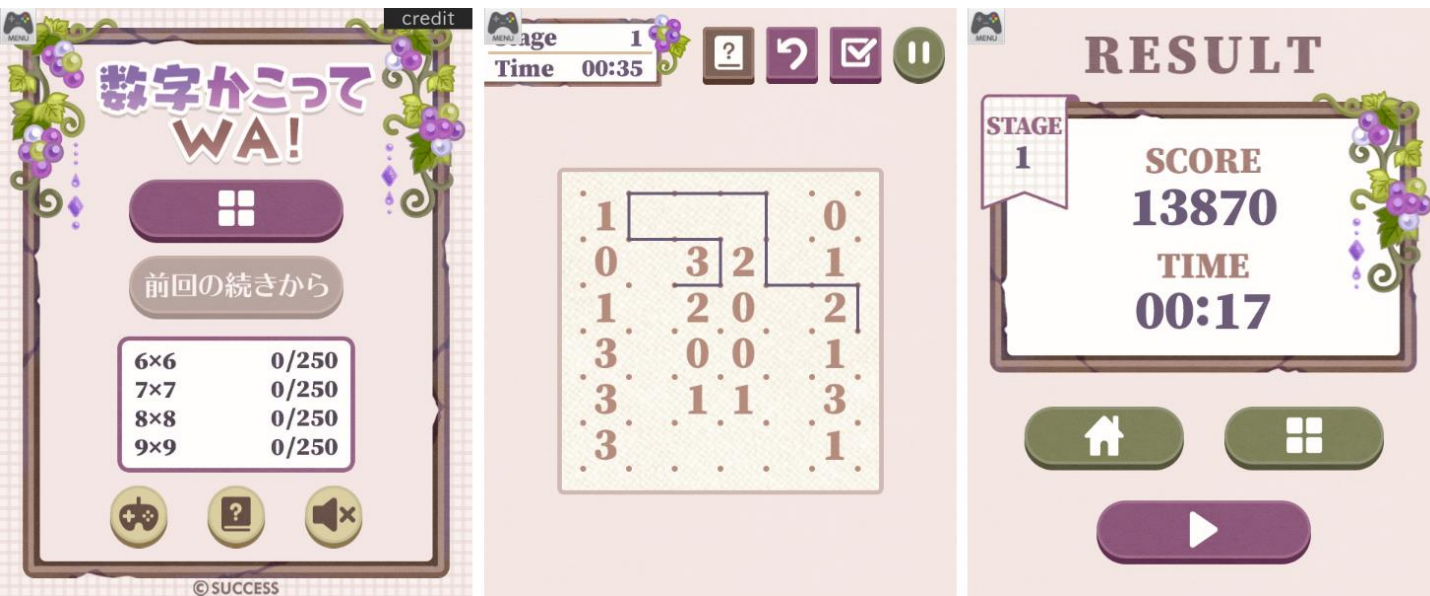 MENU
credit
数字かこって
WA!
前回の続きから
6×6 0/250
7×7 0/250
8×8 0/250
9×9 0/250
©SUCCESS
MENU
Stage 1
Time 00:35
1 0
0 3 2 1
1 2 0 2
3 0 0 1
3 1 1 3
3 1
MENU
RESULT
STAGE
1
SCORE
13870
TIME
00:17